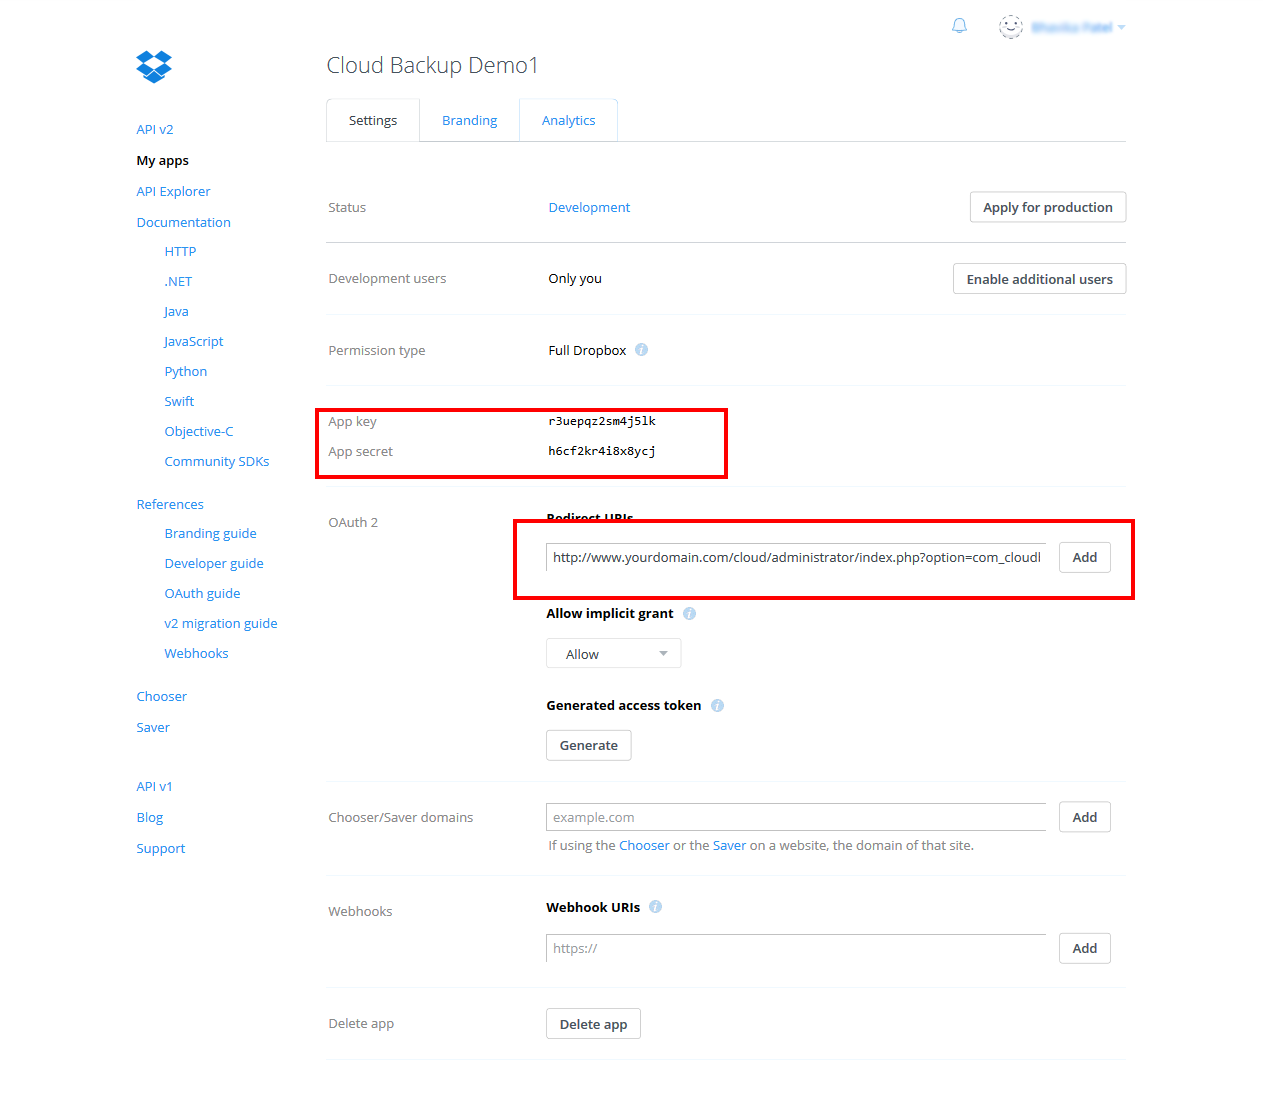 Cloud Backup Demo1
Settings
Branding
Analytics
API v2
My apps
API Explorer
Documentation
HTTP
.NET
Java
JavaScript
Python
Swift
Objective-C
Community SDKs
References
Branding guide
Developer guide
OAuth guide
v2 migration guide
Webhooks
Chooser
Saver
API v1
Blog
Support
Status
Development
Apply for production
Development users
Only you
Enable additional users
Permission type
Full Dropbox
App key
r3uepqz2sm4j5lk
App secret
h6cf2kr4i8x8ycj
OAuth 2
Redirect URIs
http://www.yourdomain.com/cloud/administrator/index.php?option=com_cloudl
Add
Allow implicit grant
Allow
Generated access token
Generate
Chooser/Saver domains
example.com
Add
If using the Chooser or the Saver on a website, the domain of that site.
Webhooks
Webhook URIs
https://
Add
Delete app
Delete app